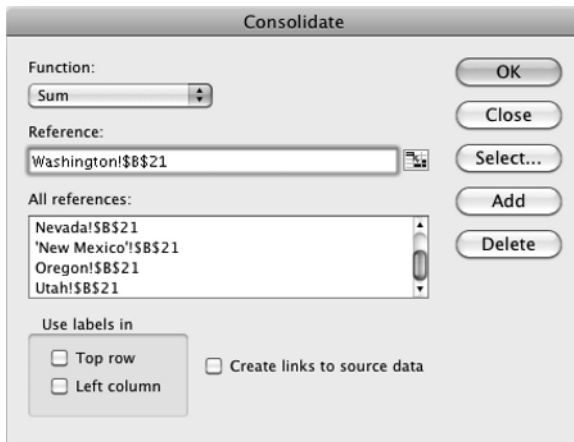 Consolidate
Function:
Sum
Reference:
Washington!$B$21
All references:
Nevada!$B$21
'New Mexico'!$B$21
Oregon!$B$21
Utah!$B$21
Use labels in
Top row
Left column
Create links to source data
OK
Close
Select...
Add
Delete